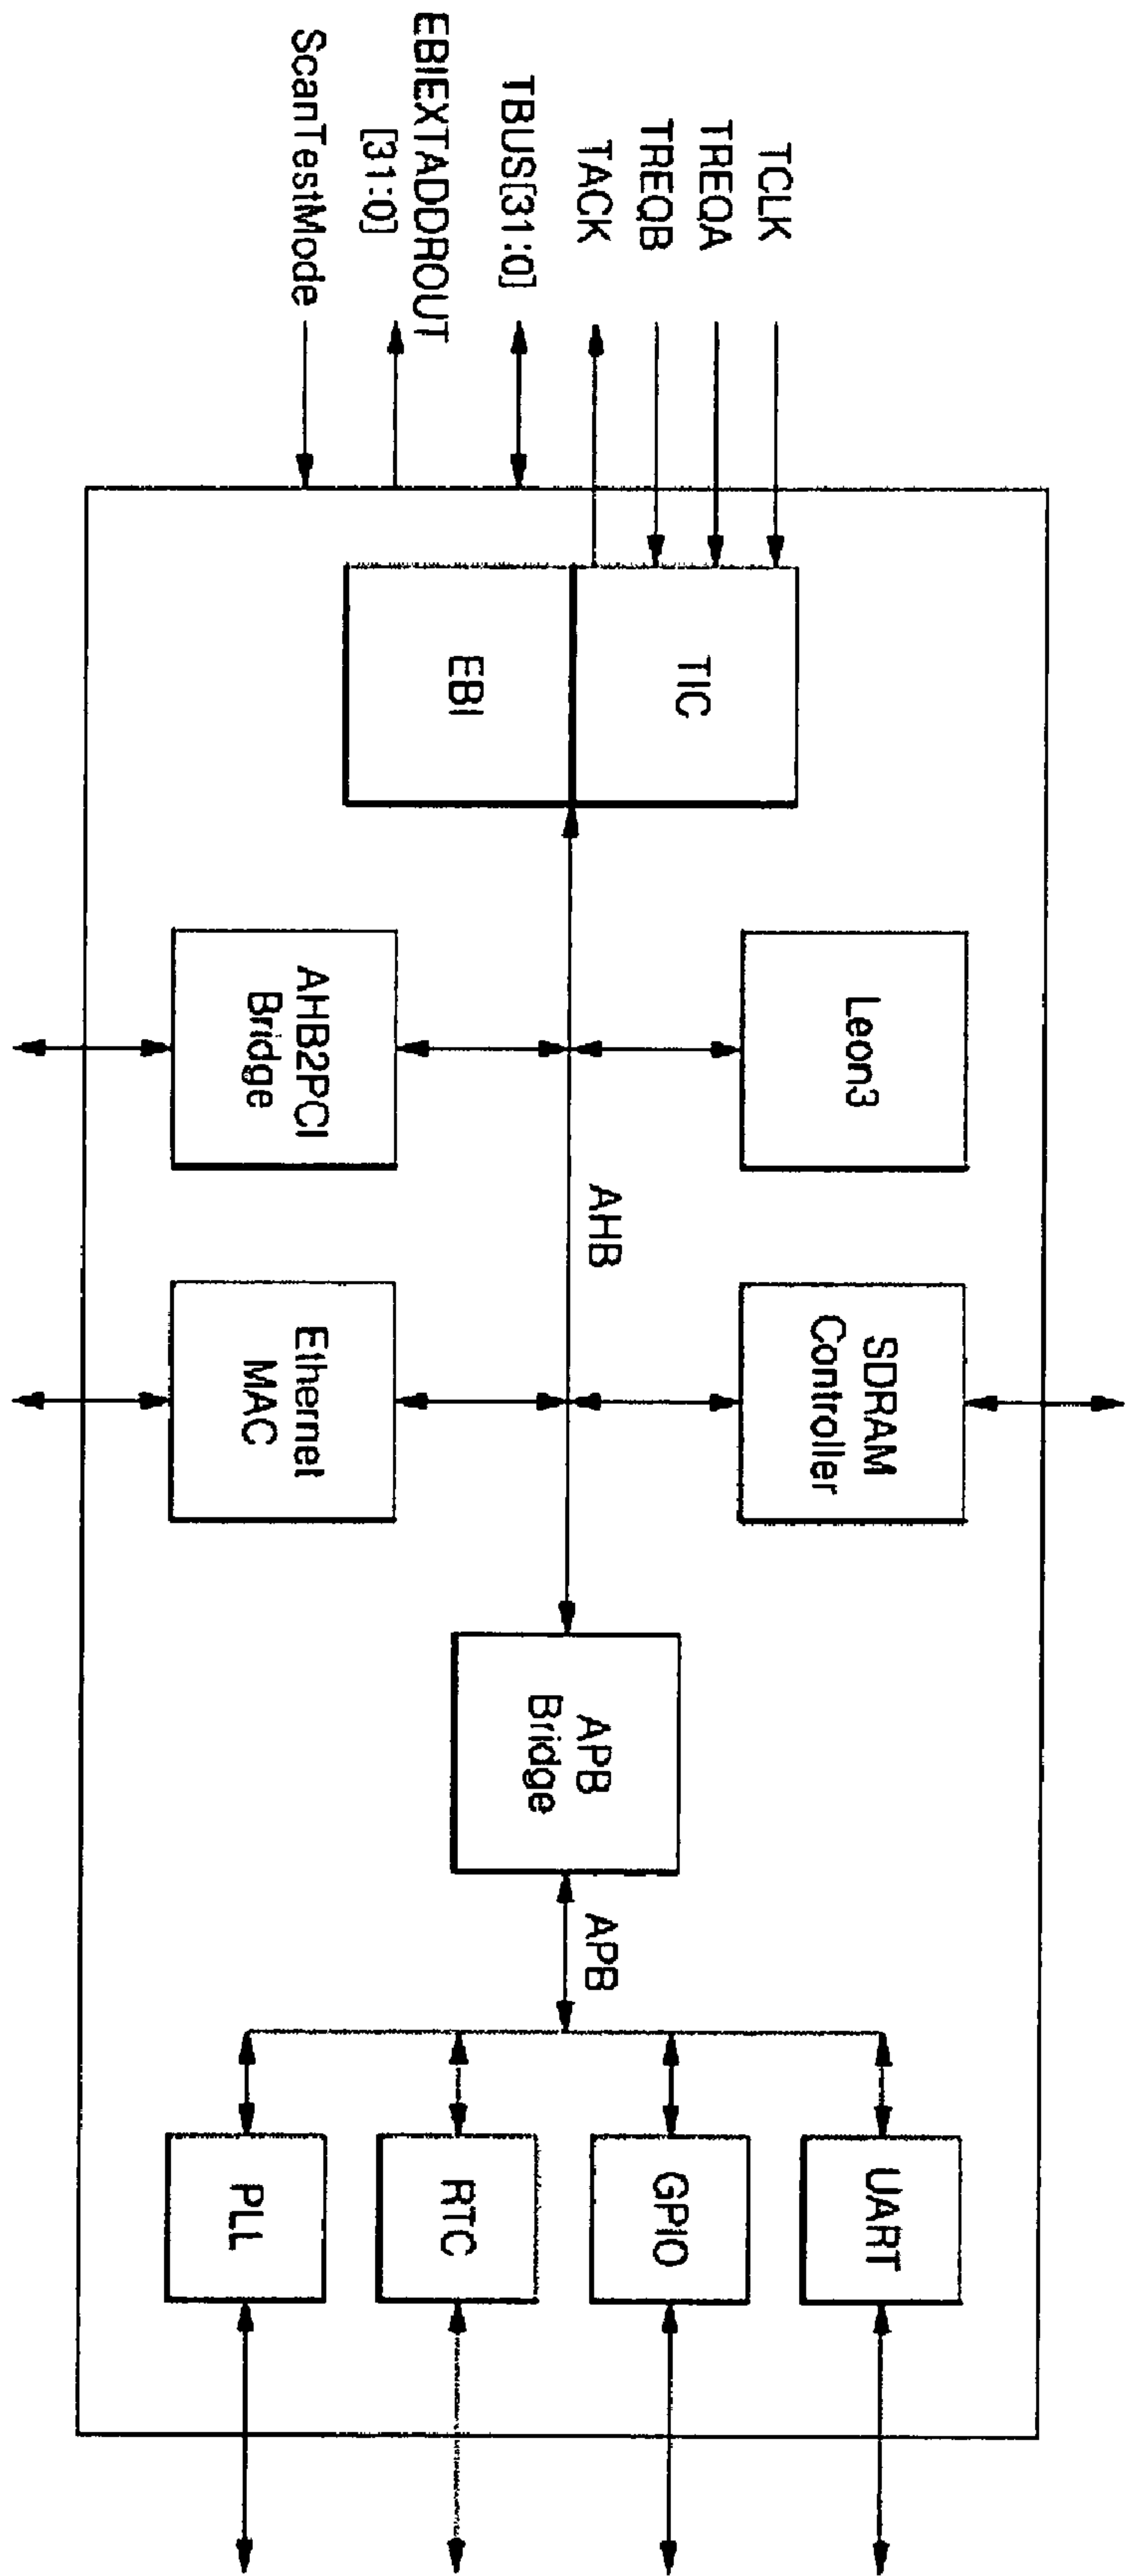 TCLK
TREQA
TREQB
TACK
TBUS[31:0]
EBIEXTADDROUT
[31:0]
ScanTestMode
TIC
EBI
Leon3
AHB2PCI
Bridge
AHB
SDRAM
Controller
Ethernet
MAC
APB
Bridge
APB
UART
GPIO
RTC
PLL